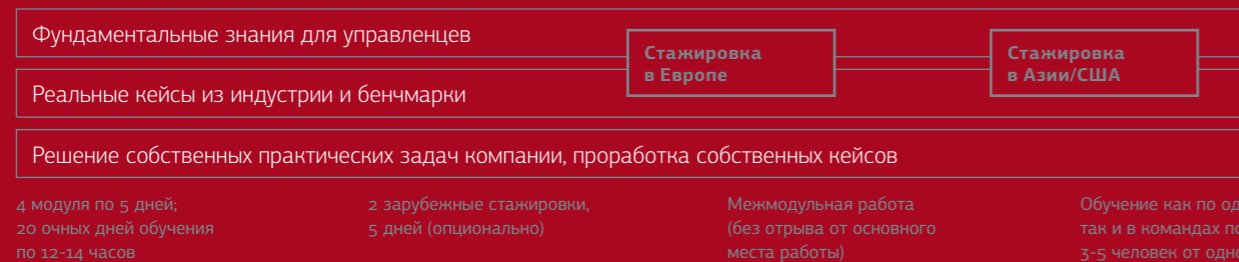 Фундаментальные знания для управленцев
Стажировка
в Европе
Стажировка
в Азии/США
Реальные кейсы из индустрии и бенчмарки
Решение собственных практических задач компании, проработка собственных кейсов
4 модуля по 5 дней;
20 очных дней обучения
по 12-14 часов
2 зарубежные стажировки,
5 дней (опционально)
Межмодульная работа
(без отрыва от основного
места работы)
Обучение как по
так и в командах
3-5 человек от